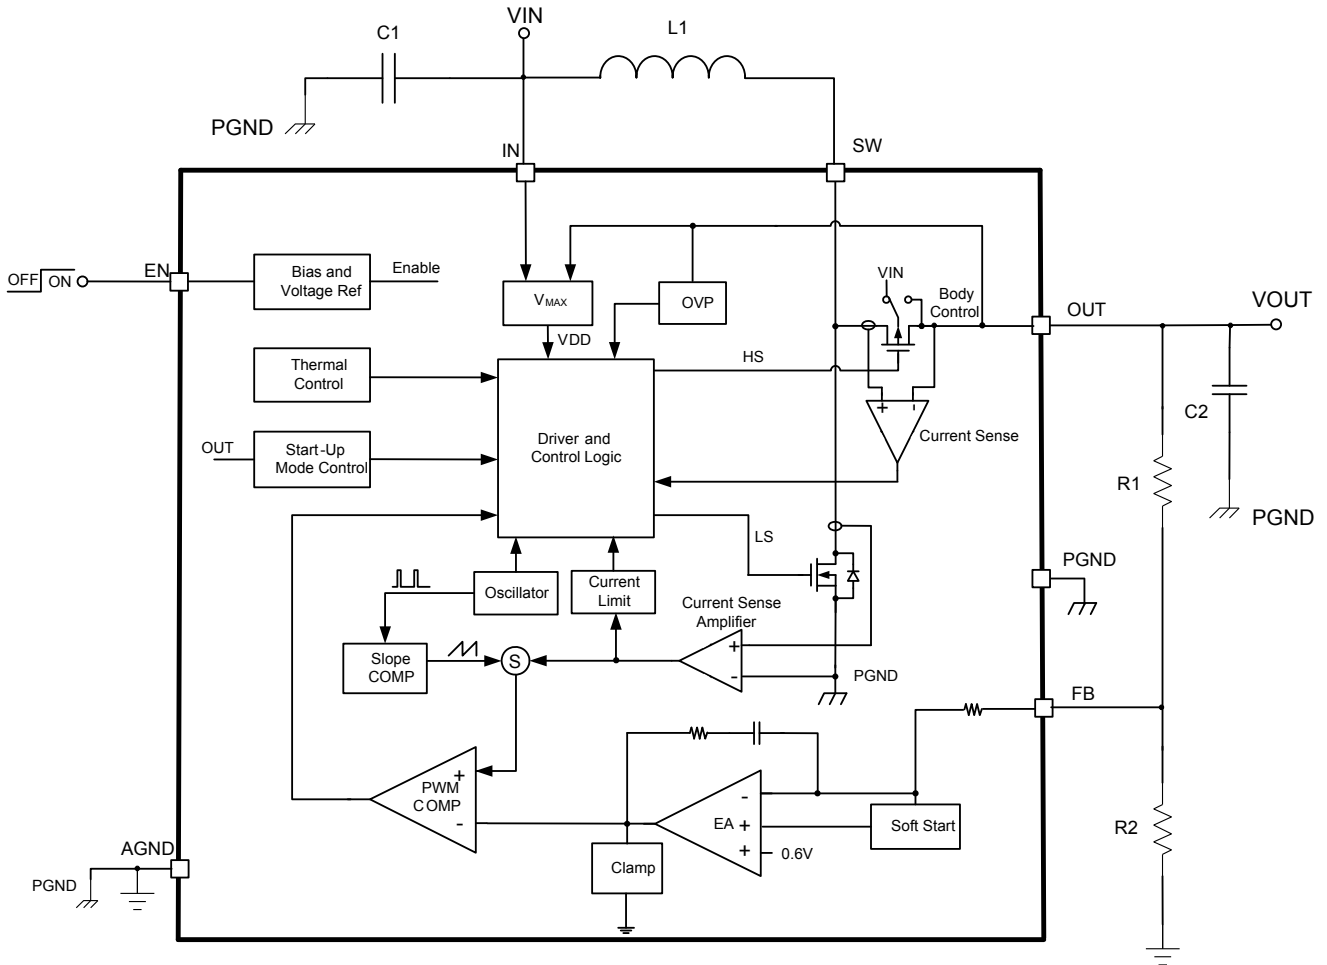 VIN
C1
L1
PGND
IN
SW
EN
OFF
ON
Bias and
Voltage Ref
Enable
VMAX
VDD
OVP
VIN
Body
Control
OUT
VOUT
Thermal
Control
HS
OUT
Start-Up
Mode Control
Driver and
Control Logic
+
-
Current Sense
C2
R1
PGND
LS
PGND
Oscillator
Current
Limit
Current Sense
Amplifier
Slope
COMP
S
+
-
PGND
FB
PWM
COMP
+
-
EA
-
+
+
0.6V
Soft Start
R2
Clamp
AGND
PGND